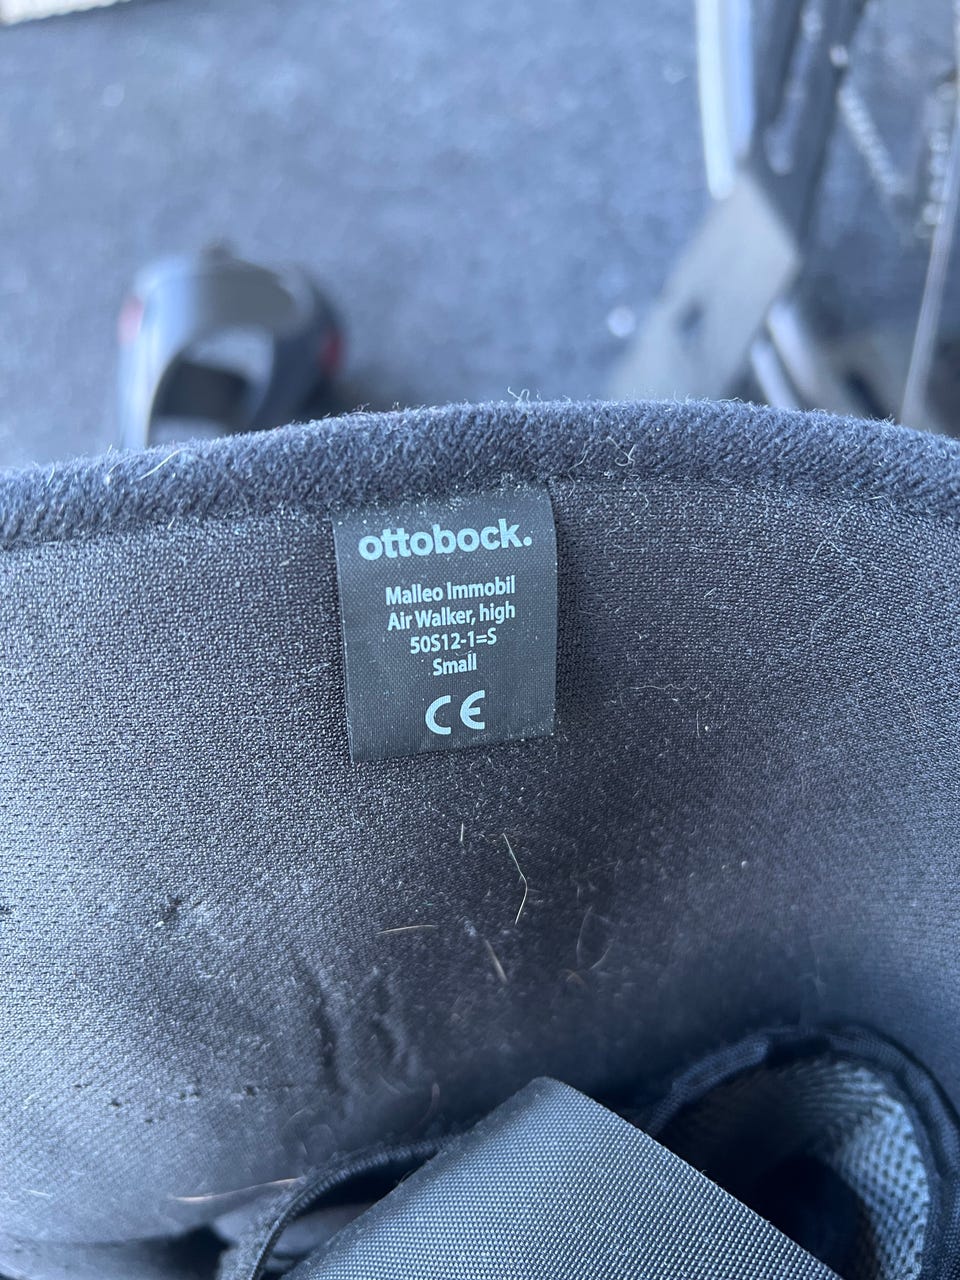 ottobock.
Malleo Immobil
Air Walker, high
50S12-1=S
Small
CE